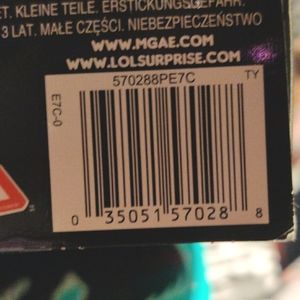 ET. KLEINE TEILE. ERSTICKUNGSGEFAHR.
3 LAT. MAŁE CZĘŚCI. NIEBEZPIECZEŃSTWO
WWW.MGAE.COM
WWW.LOLSURPRISE.COM
570288PE7C TY
E7C-0
0 35051 57028 8